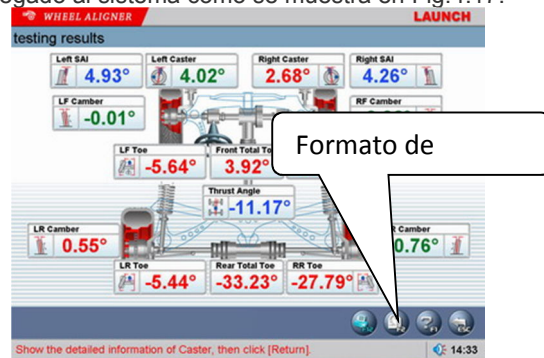 egado al sistema como se muestra en Fig.4.17.
WHEEL ALIGNER LAUNCH
testing results
Left SAI Left Caster Right Caster Right SAI
4.93° 4.02° 2.68° 4.26°
LF Camber RF Camber
-0.01°
Formato de
LF Toe Front Total To
-5.64° 3.92°
Thrust Angle
-11.17°
LR Camber R Camber
0.55° 0.76°
LR Toe Rear Total Toe RR Toe
-5.44° -33.23° -27.79°
Show the detailed information of Caster, then click [Return]. 14:33